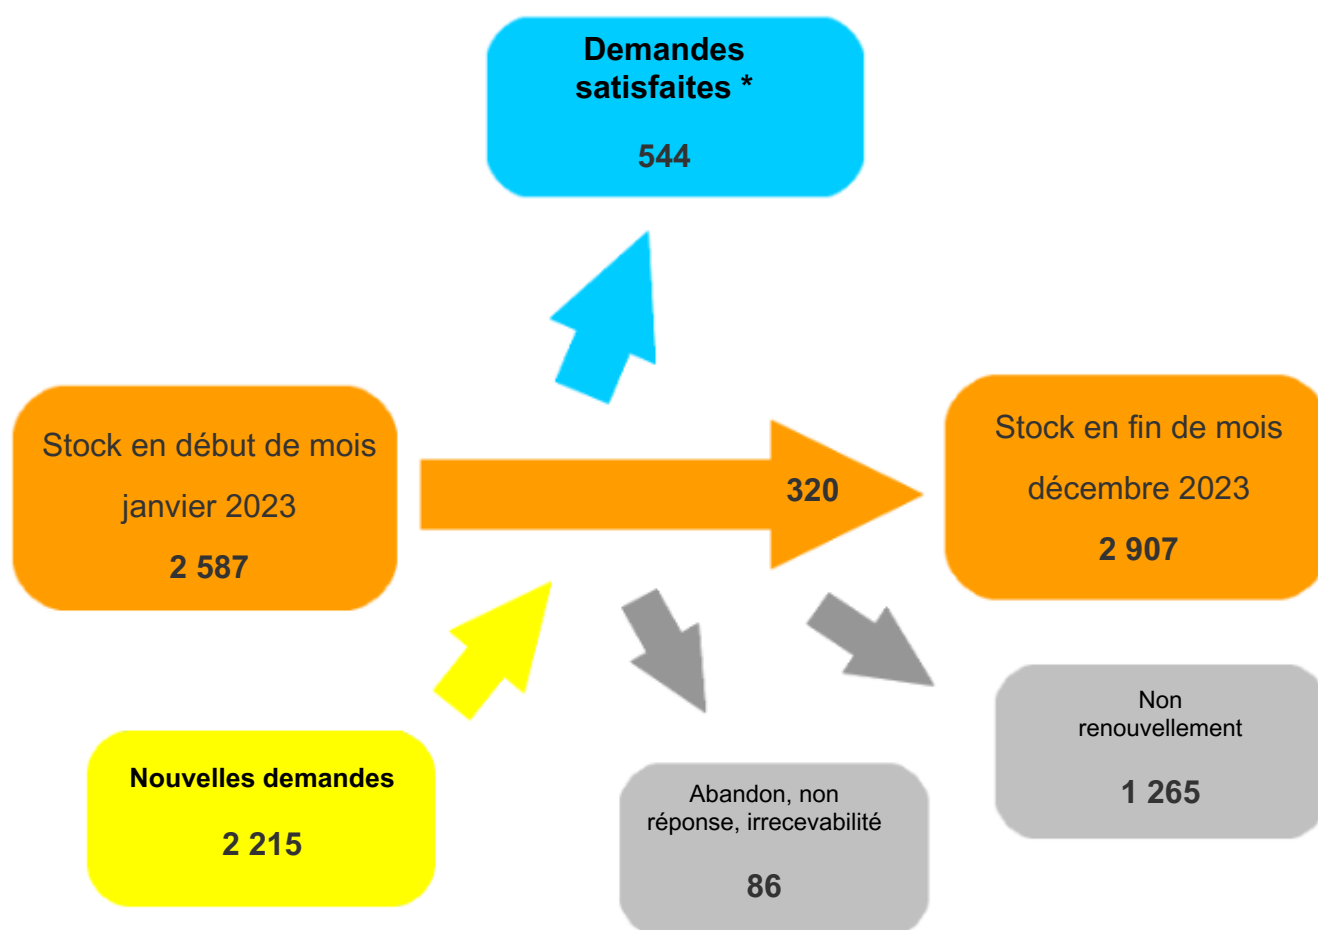 Demandes
satisfaites *
544
Stock en début de mois
janvier 2023
2 587
320
Stock en fin de mois
décembre 2023
2 907
Nouvelles demandes
2 215
Abandon, non
réponse, irrecevabilité
86
Non
renouvellement
1 265